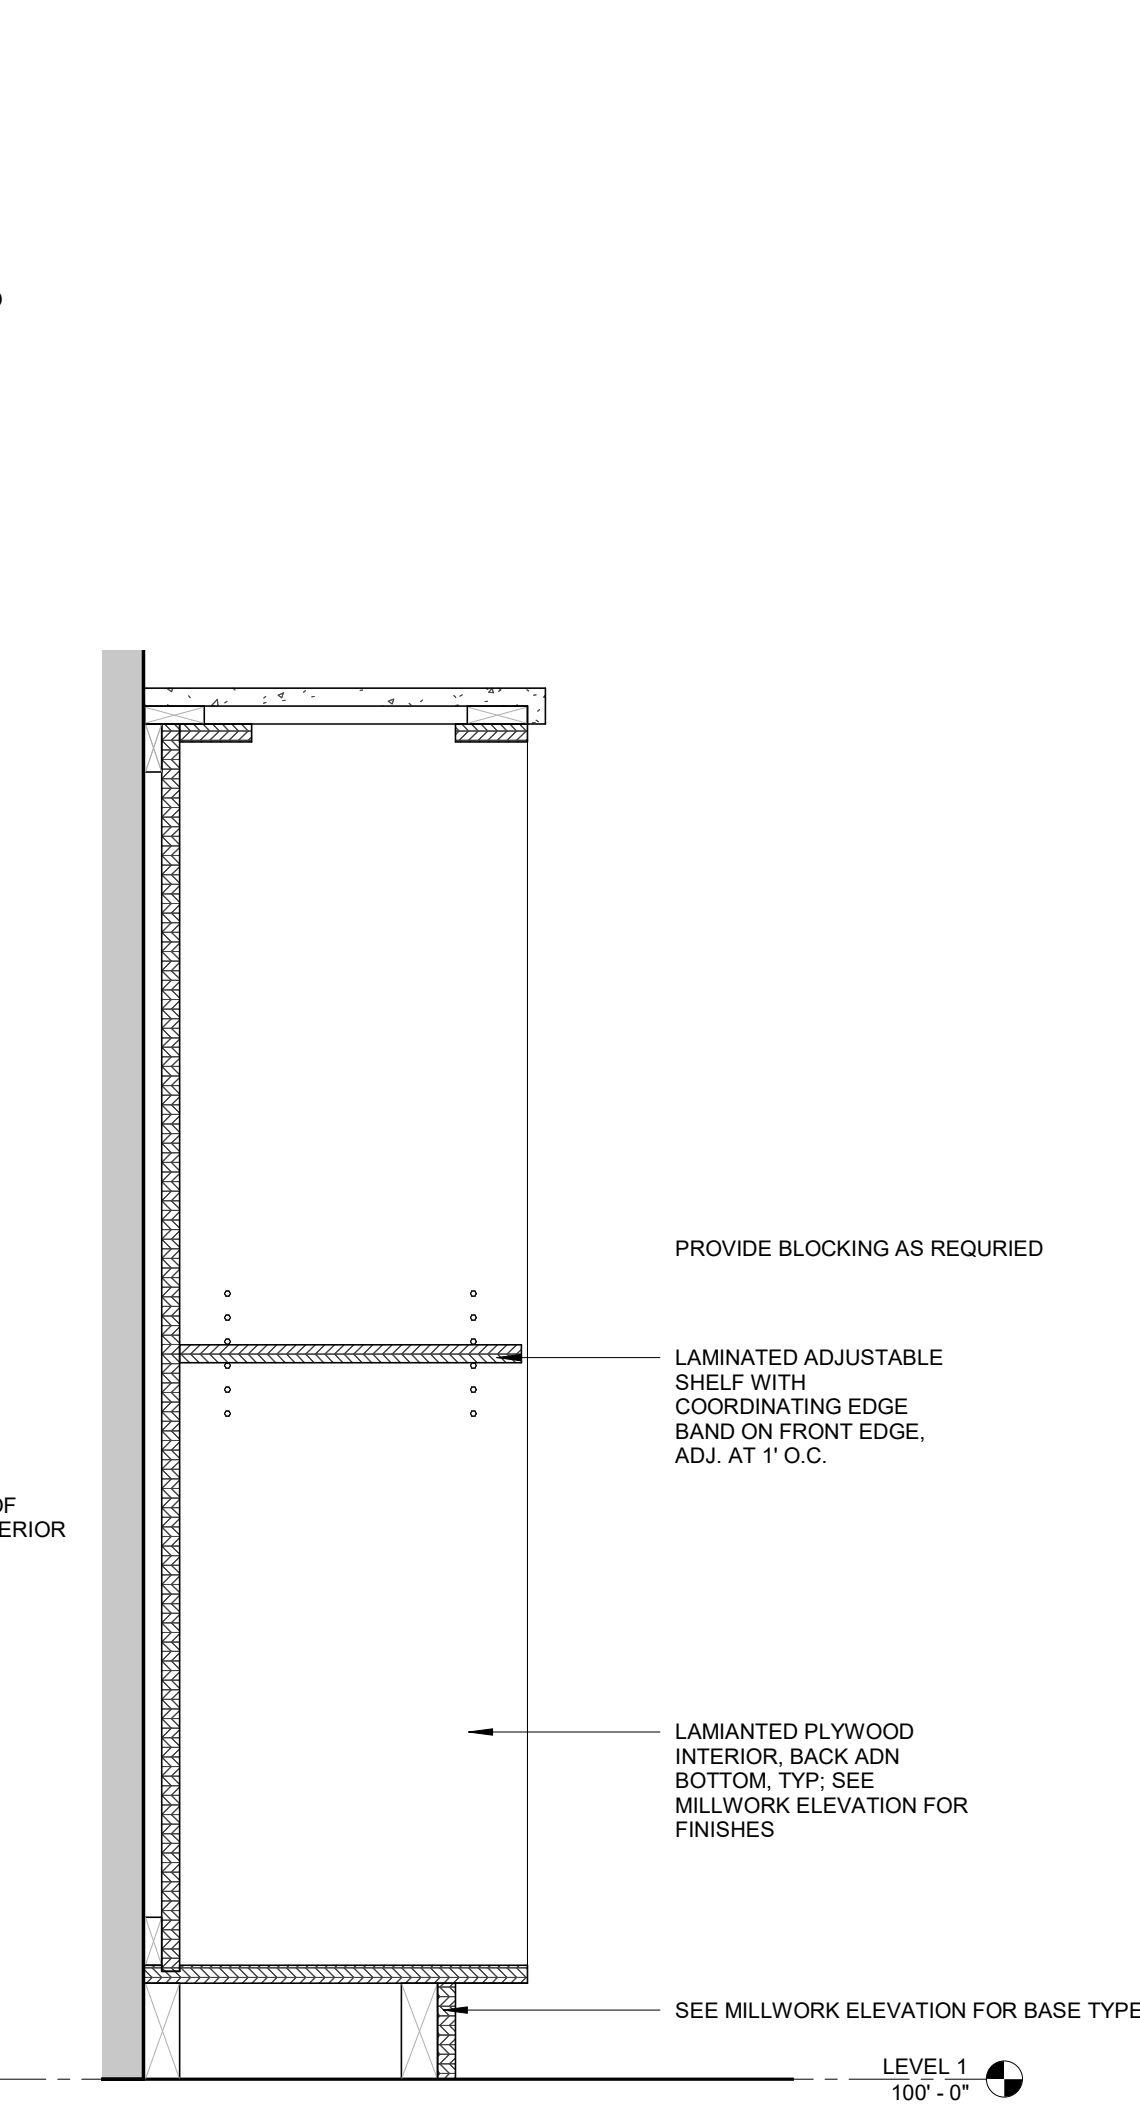 PROVIDE BLOCKING AS REQURIED
LAMINATED ADJUSTABLE
SHELF WITH
COORDINATING EDGE
BAND ON FRONT EDGE,
ADJ. AT 1' O.C.
OF
ERIOR
LAMIANTED PLYWOOD
INTERIOR, BACK ADN
BOTTOM, TYP; SEE
MILLWORK ELEVATION FOR
FINISHES
SEE MILLWORK ELEVATION FOR BASE TYPE
LEVEL 1
100' - 0"